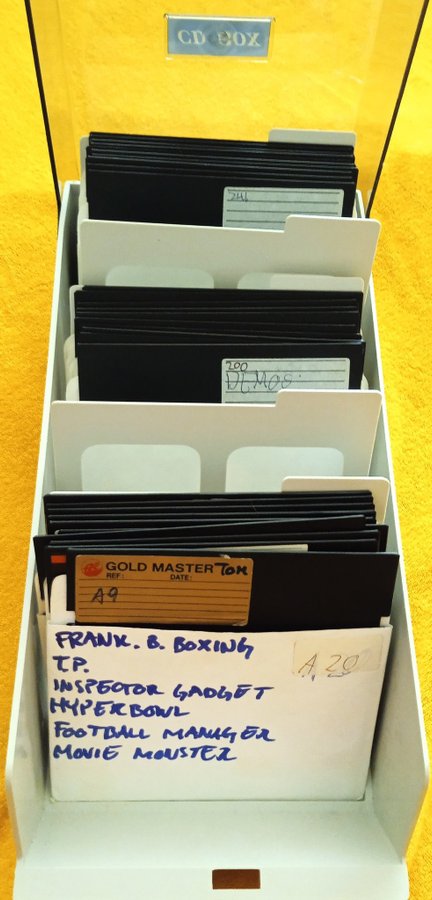 CD BOX
241
200
DEMOS
GOLD MASTER TOM
REF: DATE:
A9
FRANK. B. BOXING
T.P.
INSPECTOR GADGET
HYPERBOWL
FOOTBALL MANAGER
MOVIE MONSTER
A 20